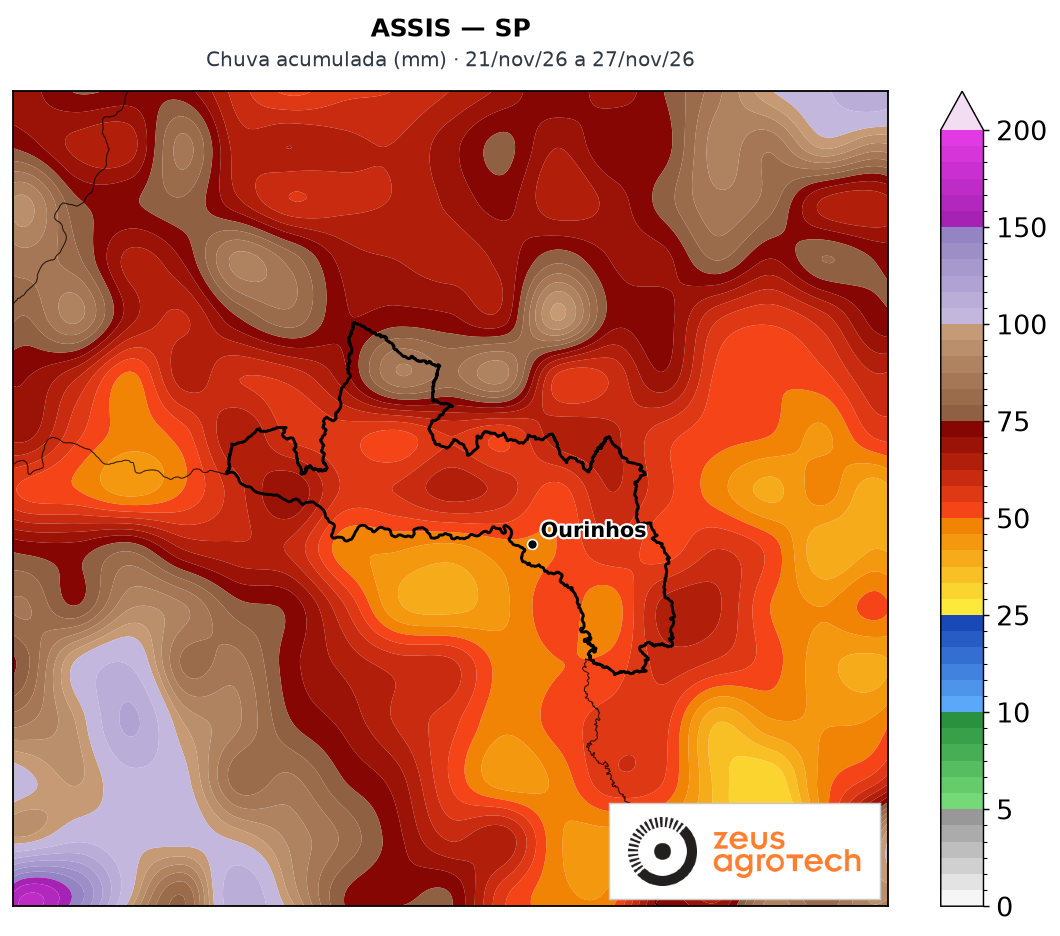 ASSIS — SP
Chuva acumulada (mm) · 21/nov/26 a 27/nov/26
200
150
100
75
50
25
10
5
0
Ourinhos
zeus
agrotech